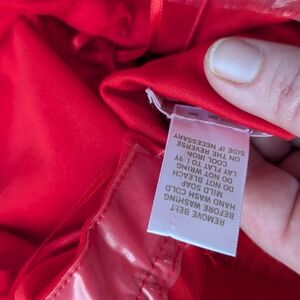 REMOVE BELT
BEFORE WASHING
HAND WASH COLD
MILD SOAP
DO NOT BLEACH
DO NOT WRING
LAY FLAT TO DRY
COOL IRON
ON THE REVERSE
SIDE IF NECESSARY